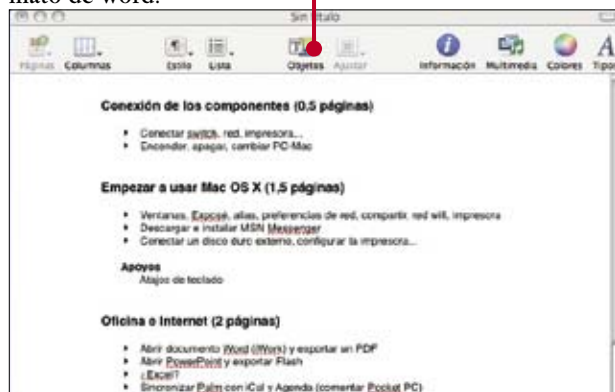 mato de word.
Sin título
Páginas Columnas Estilo Lista Objetos Ajustar Información Multimedia Colores Tipos
Conexión de los componentes (0,5 páginas)
Conectar switch, red, impresora...
Encender, apagar, cambiar PC-Mac
Empezar a usar Mac OS X (1,5 páginas)
Ventanas, Exposé, alias, preferencias de red, compartir, red wifi, impresora
Descargar e instalar MSN Messenger
Conectar un disco duro externo, configurar la impresora...
Apoyos
Atajos de teclado
Oficina e Internet (2 páginas)
Abrir documento Word (iWork) y exportar en PDF
Abrir PowerPoint y exportar Flash
¿Excel?
Sincronizar Palm con iCal y Agenda (comentar Pocket PC)